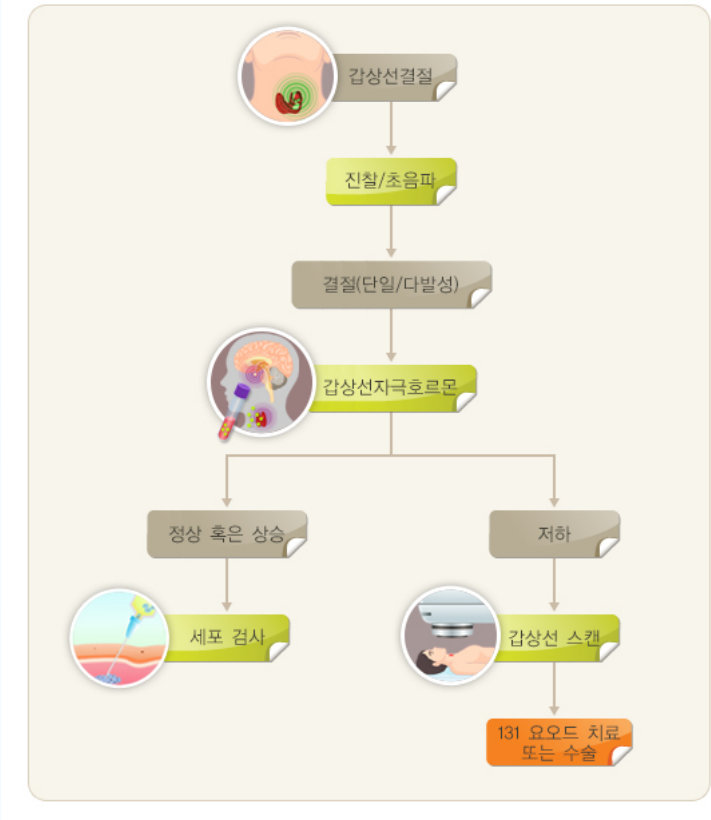 갑상선결절
진찰/초음파
결절(단일/다발성)
갑상선자극호르몬
정상 혹은 상승
저하
세포 검사
갑상선 스캔
131 요오드 치료
또는 수술